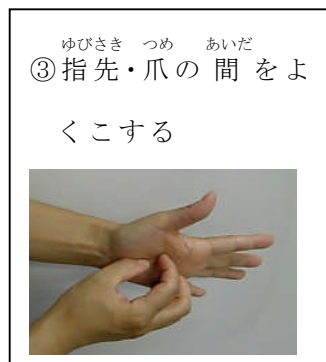 ゆびさき つめ あいだ
③指先・爪の間をよ
くこする